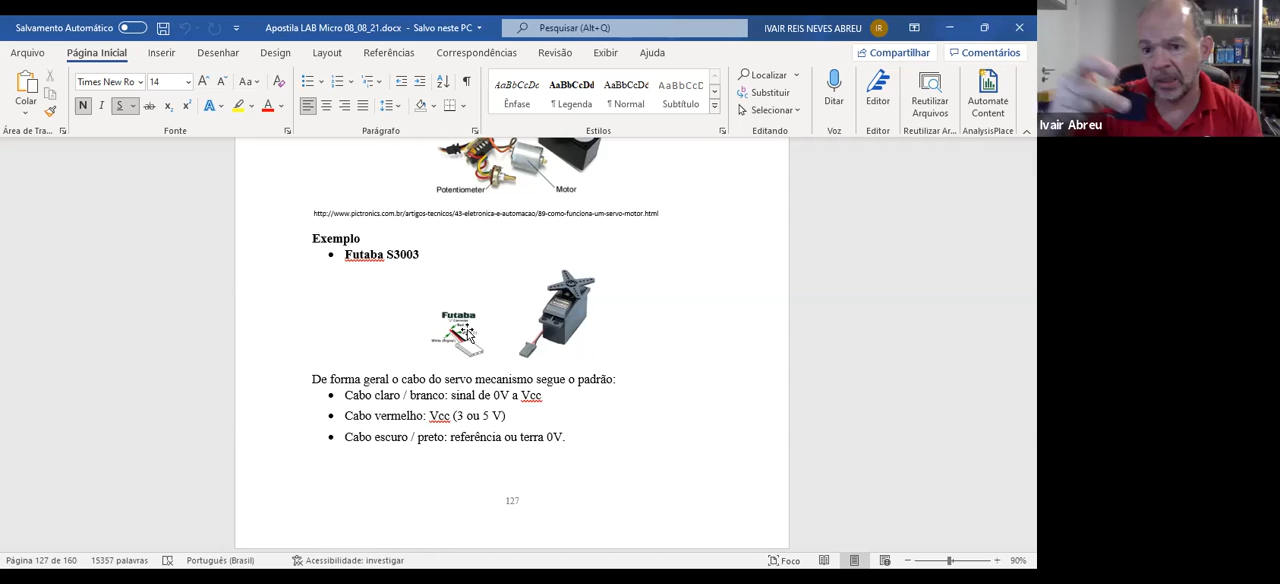 Salvamento Automático
Apostila LAB Micro 08_08_21.docx - Salvo neste PC
Pesquisar (Alt+Q)
IVAIR REIS NEVES ABREU
IR
Arquivo Página Inicial Inserir Desenhar Design Layout Referências Correspondências Revisão Exibir Ajuda
Compartilhar Comentários
Colar
Times New Ro 14
N I S ab x₂ x²
AaBbCcDd AaBbCcDd AaBbCcDc AaBbCcD
Ênfase ¶ Legenda ¶ Normal Subtítulo
Localizar
Substituir
Selecionar
Ditar
Editor
Reutilizar Arquivos
Automate Content
Área de Tra... Fonte Parágrafo Estilos Editando Voz Editor Reutilizar Ar... AnalysisPlace
Ivair Abreu
Potentiometer Motor
http://www.pictronics.com.br/artigos-tecnicos/43-eletronica-e-automacao/89-como-funciona-um-servo-motor.html
Exemplo
• Futaba S3003
Futaba
De forma geral o cabo do servo mecanismo segue o padrão:
• Cabo claro / branco: sinal de 0V a Vcc
• Cabo vermelho: Vcc (3 ou 5 V)
• Cabo escuro / preto: referência ou terra 0V.
127
Página 127 de 160 15357 palavras Português (Brasil) Acessibilidade: investigar Foco 90%